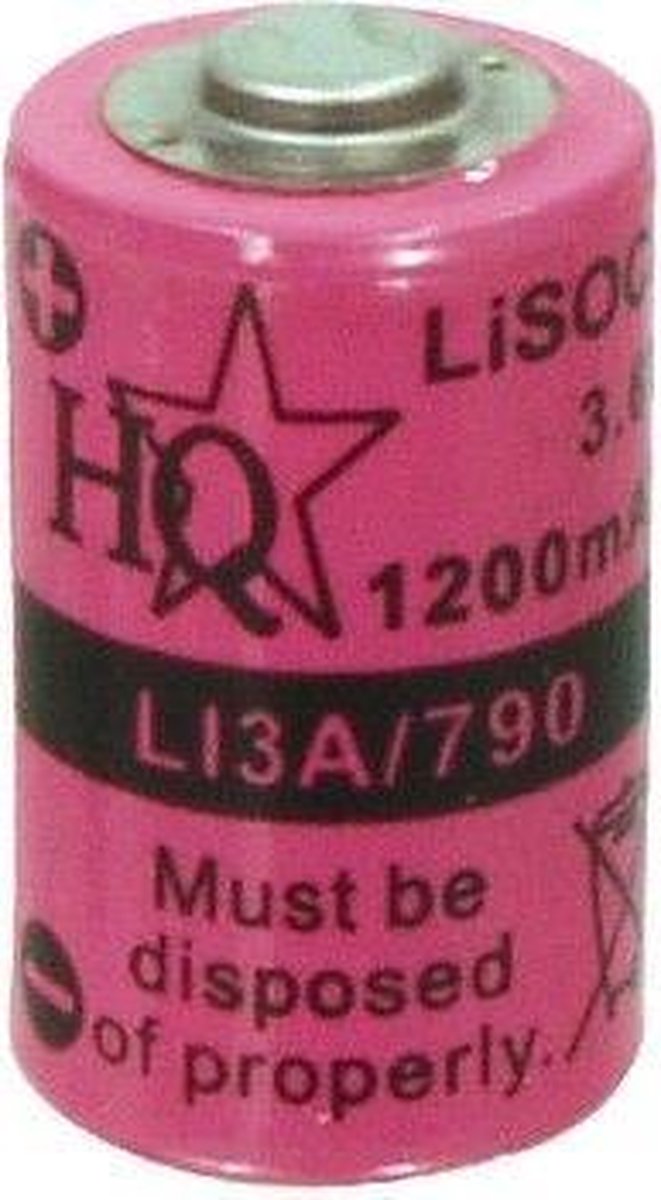 HQ
LiSOC
3.6
1200mA
LI3A/790
Must be
disposed
of properly.